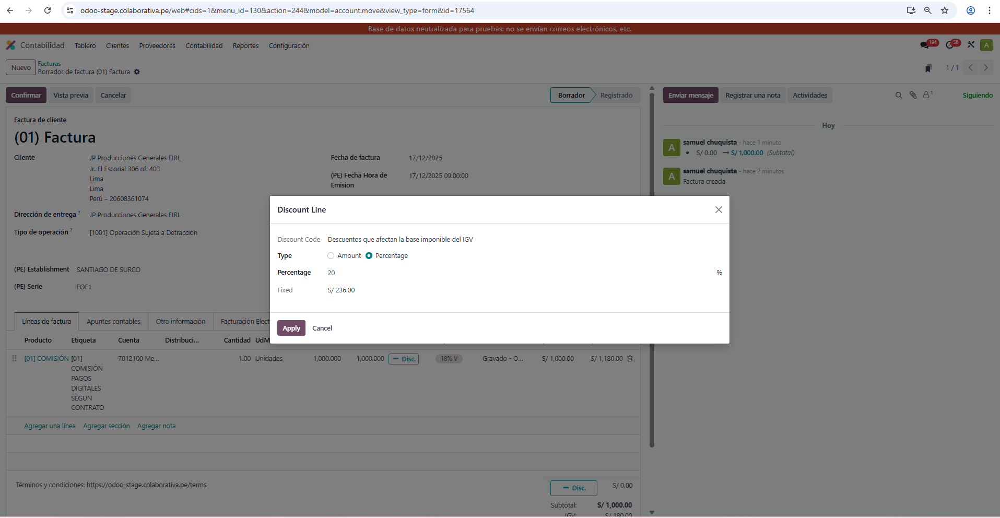 odoo-stage.colaborativa.pe/web#cids=1&menu_id=130&action=244&model=account.move&view_type=form&id=17564
Base de datos neutralizada para pruebas: no se envían correos electrónicos, etc.
Contabilidad Tablero Clientes Proveedores Contabilidad Reportes Configuración 194 58 A
Nuevo Facturas
Borrador de factura (01) Factura 1 / 1
Confirmar Vista previa Cancelar Borrador Registrado Enviar mensaje Registrar una nota Actividades 1 Siguiendo
Factura de cliente
(01) Factura
Hoy
Cliente JP Producciones Generales EIRL Fecha de factura 17/12/2025
Jr. El Escorial 306 of. 403
Lima
Lima
Perú – 20608361074
(PE) Fecha Hora de Emision 17/12/2025 09:00:00
A samuel chuquista - hace 1 minuto
• S/ 0.00 → S/ 1,000.00 (Subtotal)
A samuel chuquista - hace 2 minutos
Factura creada
Dirección de entrega ? JP Producciones Generales EIRL
Tipo de operación ? [1001] Operación Sujeta a Detracción
(PE) Establishment SANTIAGO DE SURCO
(PE) Serie FOF1
Discount Line
Discount Code Descuentos que afectan la base imponible del IGV
Type Amount Percentage
Percentage 20 %
Fixed S/ 236.00
Apply Cancel
Líneas de factura Apuntes contables Otra información Facturación Elect
Producto Etiqueta Cuenta Distribuci... Cantidad UdM
[01] COMISIÓN [01] COMISIÓN PAGOS DIGITALES SEGUN CONTRATO 7012100 Me... 1.00 Unidades 1,000.000 1,000.000 Disc. 18% V Gravado - O... S/ 1,000.00 S/ 1,180.00
Agregar una línea Agregar sección Agregar nota
Términos y condiciones: https://odoo-stage.colaborativa.pe/terms
Disc. S/ 0.00
Subtotal: S/ 1,000.00
IGV: S/ 180.00